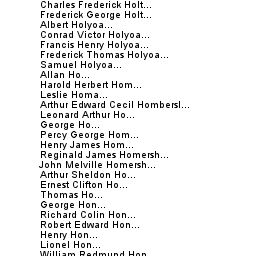 Charles Frederick Holt...
Frederick George Holt...
Albert Holyoa...
Conrad Victor Holyoa...
Francis Henry Holyoa...
Frederick Thomas Holyoa...
Samuel Holyoa...
Allan Ho...
Harold Herbert Hom...
Leslie Homa...
Arthur Edward Cecil Hombersl...
Leonard Arthur Ho...
George Ho...
Percy George Hom...
Henry James Hom...
Reginald James Homersh...
John Melville Homersh...
Arthur Sheldon Ho...
Ernest Clifton Ho...
Thomas Ho...
George Hon...
Richard Colin Hon...
Robert Edward Hon...
Henry Hon...
Lionel Hon...
William Redmund Hon...